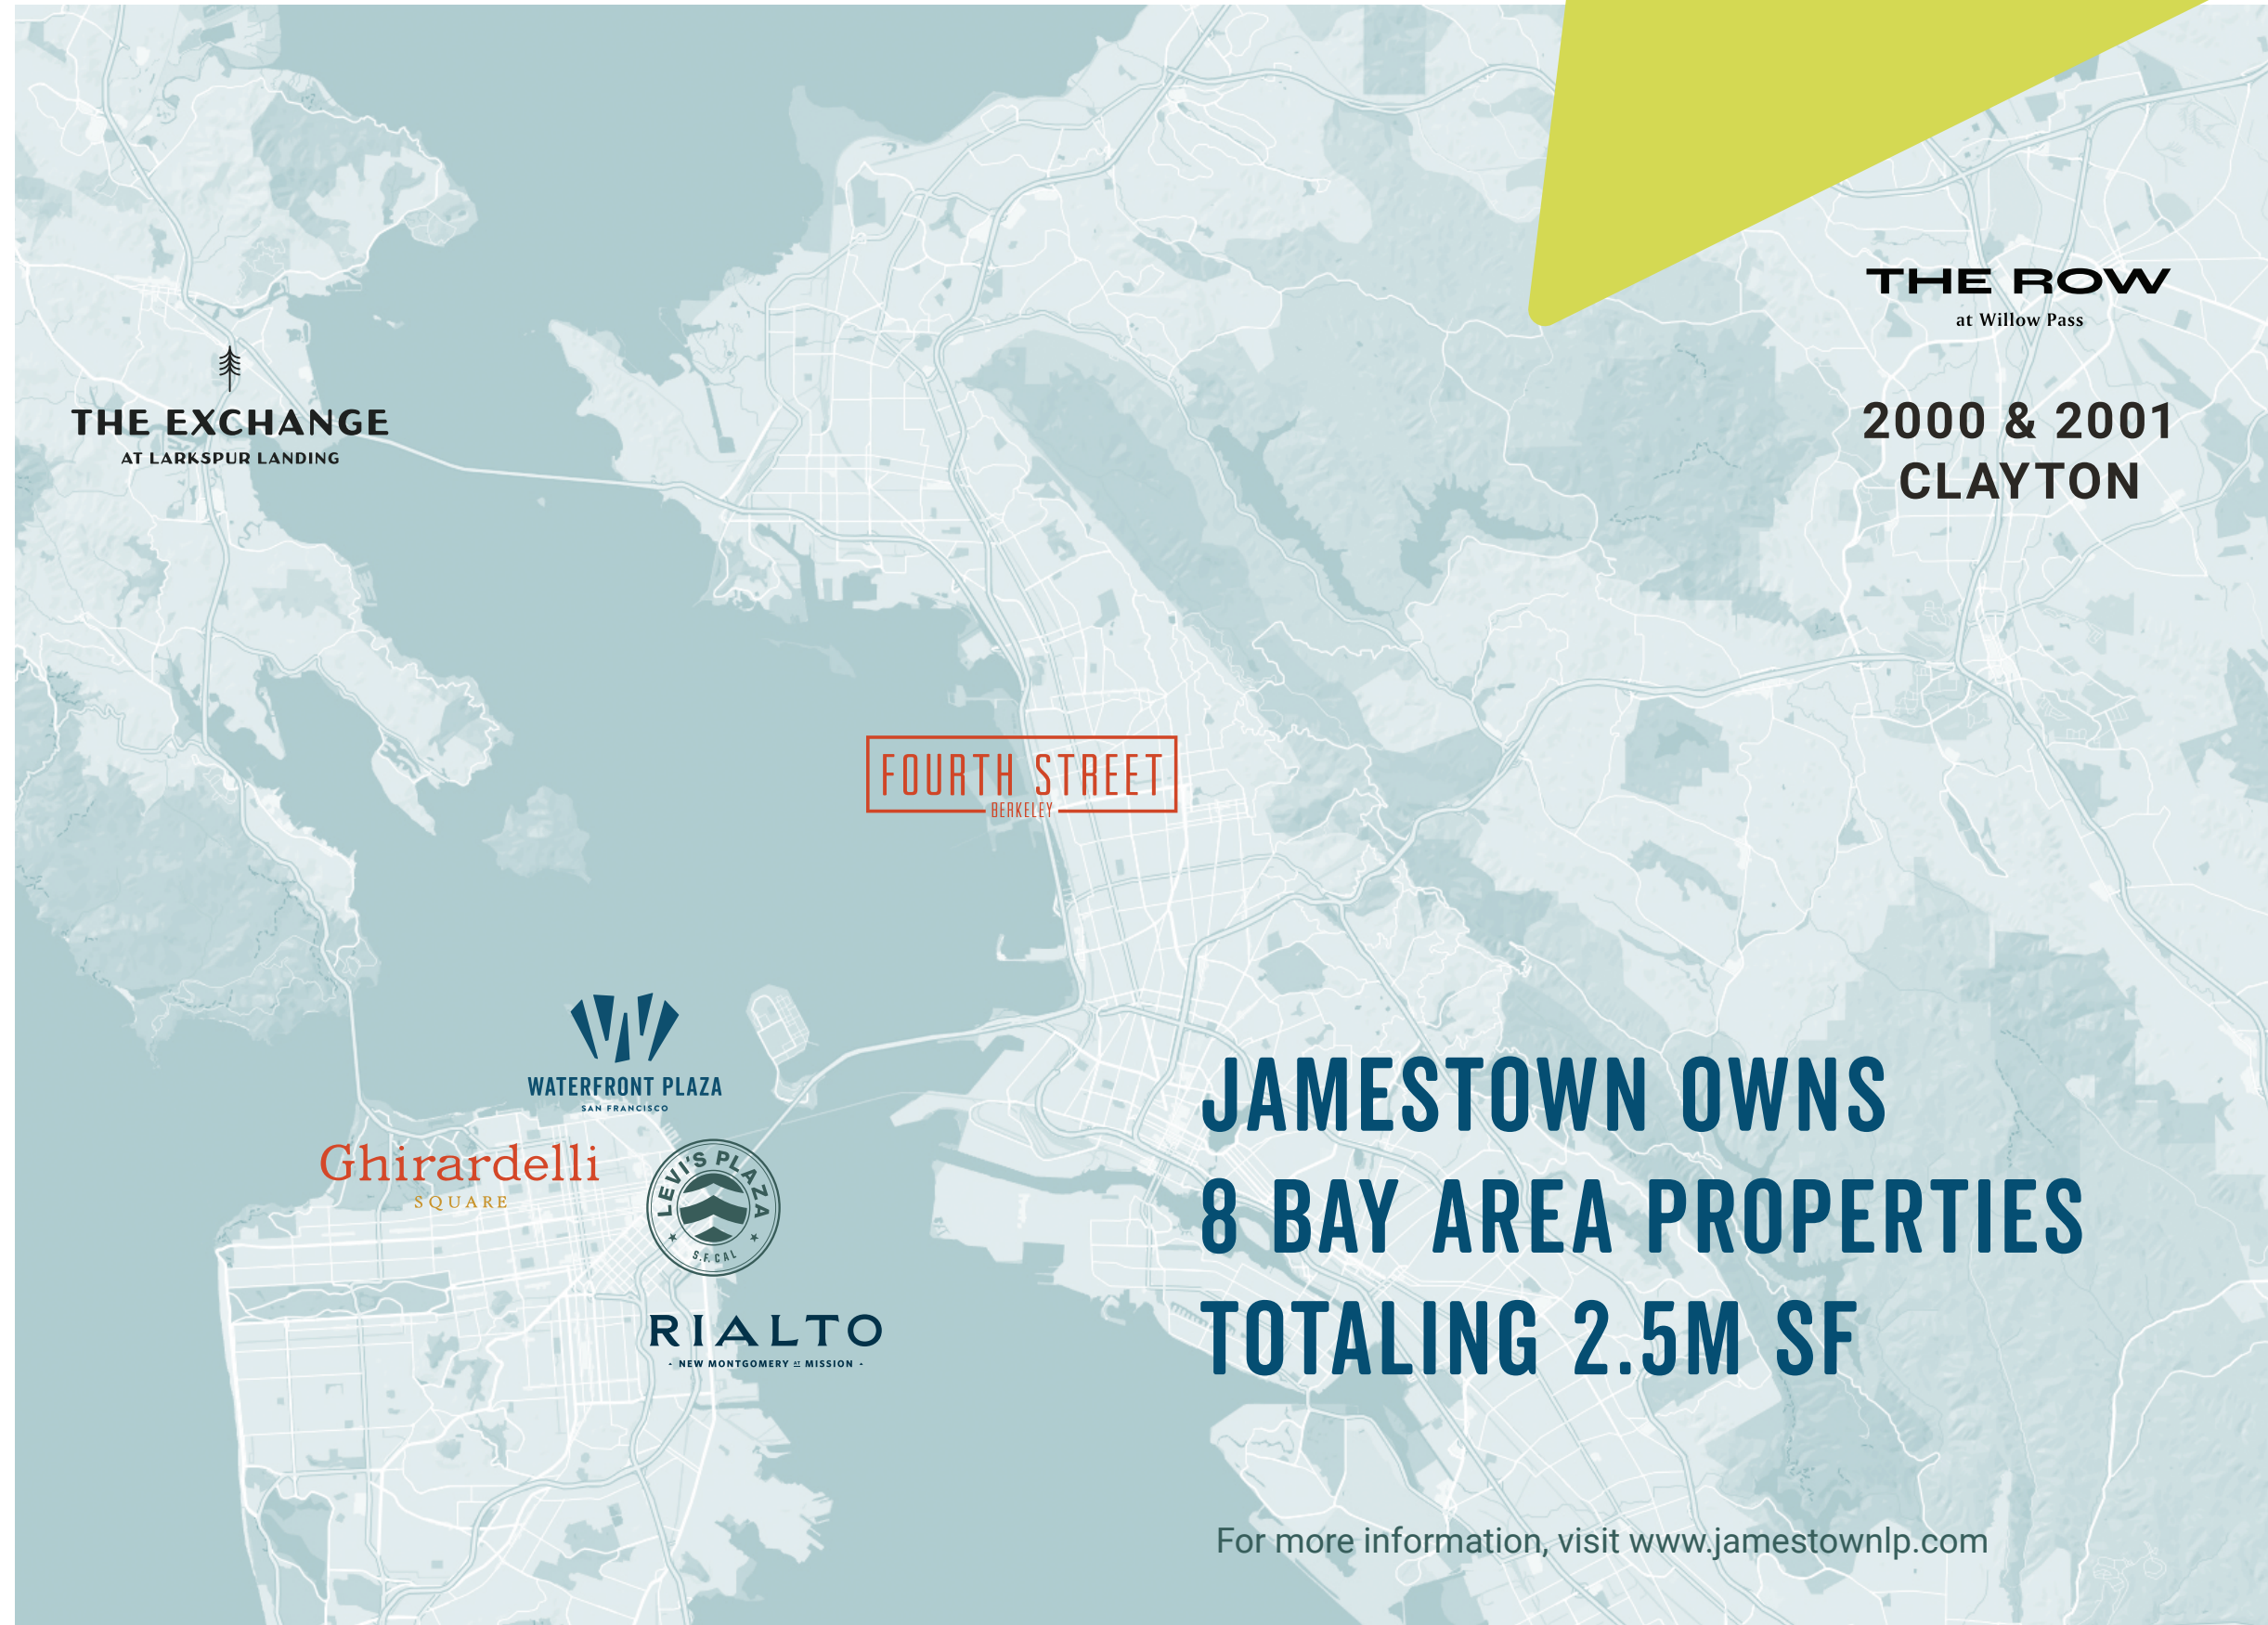 THE ROW
at Willow Pass
2000 & 2001
CLAYTON
THE EXCHANGE
AT LARKSPUR LANDING
FOURTH STREET
BERKELEY
WATERFRONT PLAZA
SAN FRANCISCO
Ghirardelli
SQUARE
LEVI'S PLAZA
S.F. CAL
RIALTO
- NEW MONTGOMERY AT MISSION -
JAMESTOWN OWNS
8 BAY AREA PROPERTIES
TOTALING 2.5M SF
For more information, visit www.jamestownlp.com